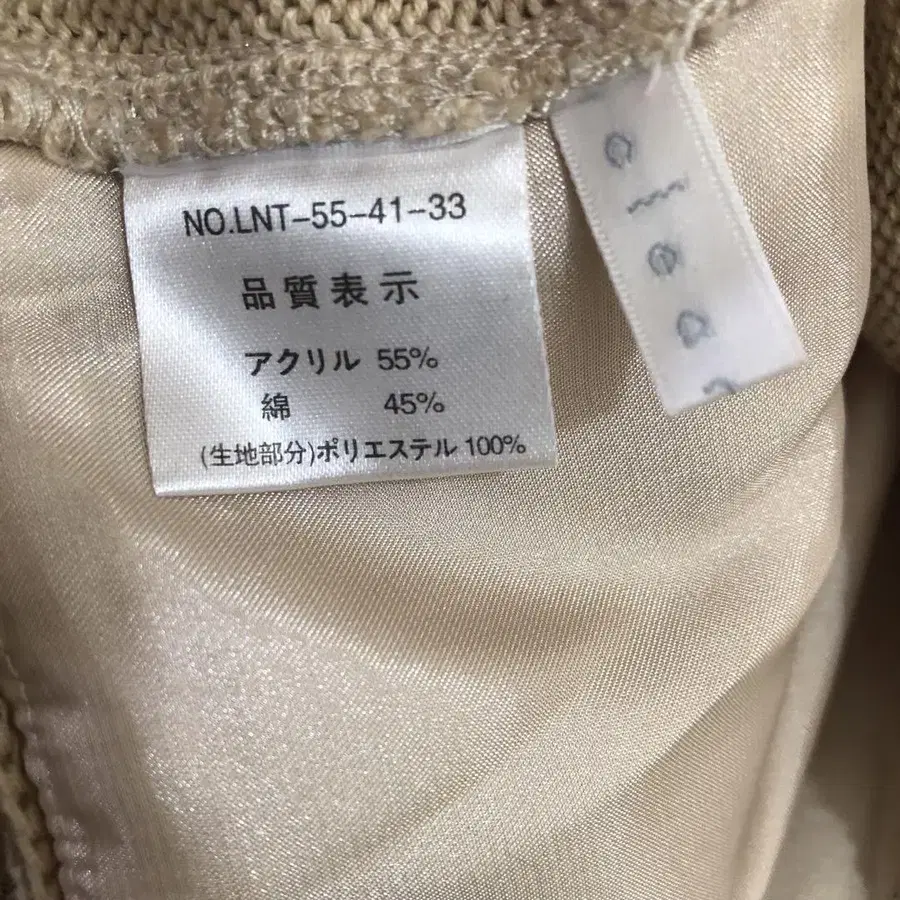 NO.LNT-55-41-33
品質表示
アクリル 55%
綿 45%
(生地部分)ポリエステル 100%